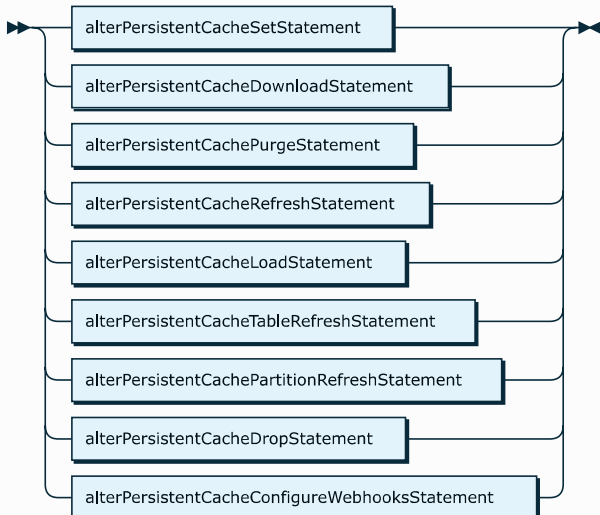 alterPersistentCacheSetStatement
alterPersistentCacheDownloadStatement
alterPersistentCachePurgeStatement
alterPersistentCacheRefreshStatement
alterPersistentCacheLoadStatement
alterPersistentCacheTableRefreshStatement
alterPersistentCachePartitionRefreshStatement
alterPersistentCacheDropStatement
alterPersistentCacheConfigureWebhooksStatement